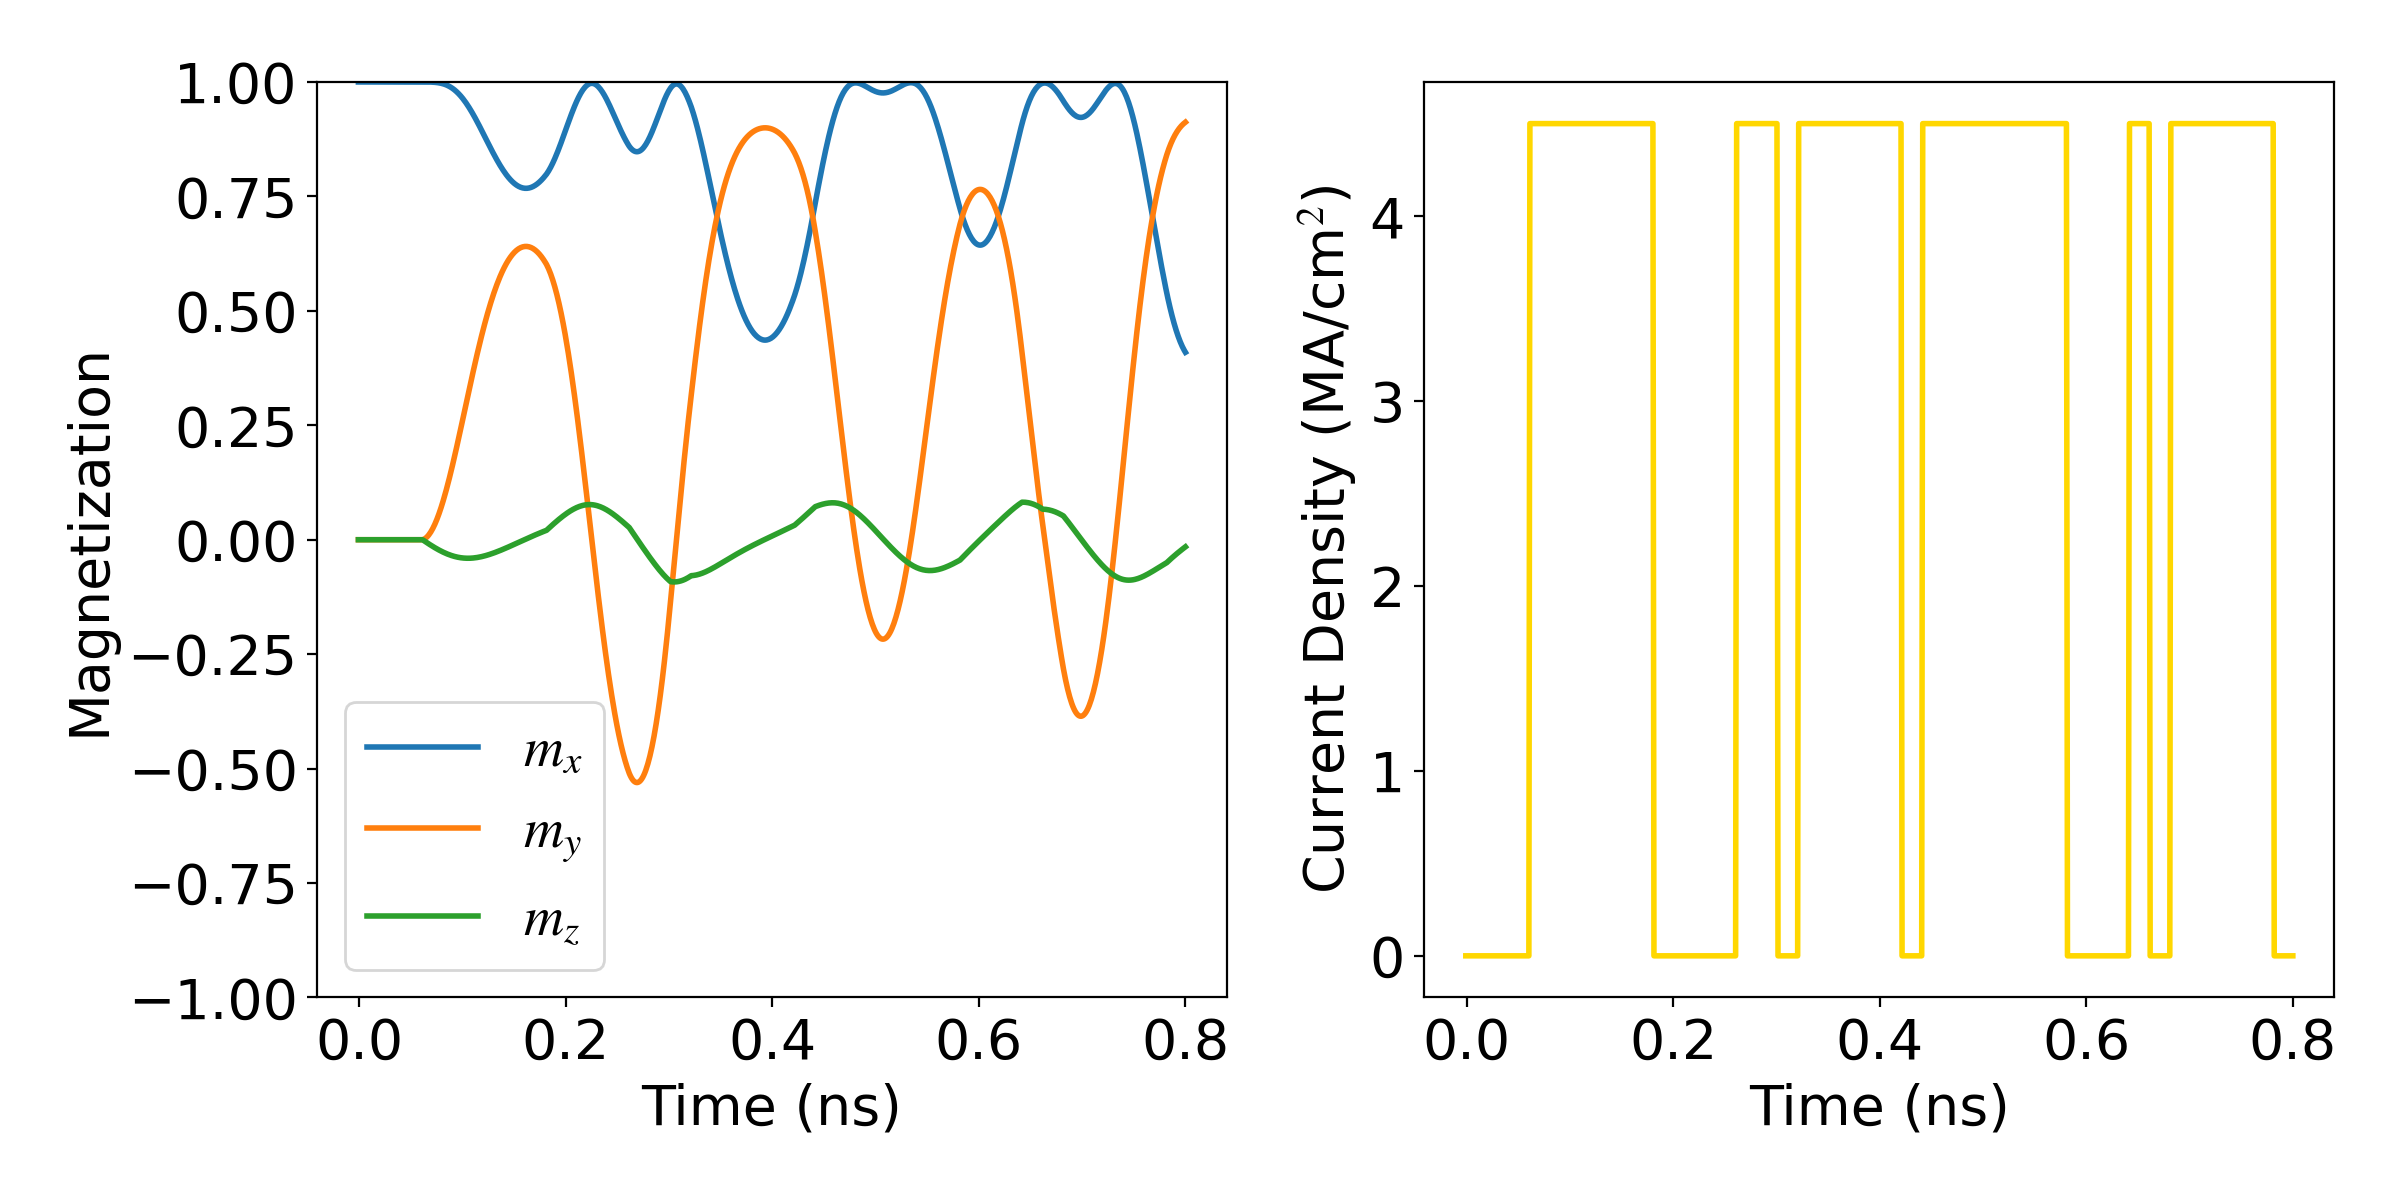 1.00
0.75
0.50
0.25
0.00
−0.25
−0.50
−0.75
−1.00
Magnetization
m_x
m_y
m_z
0.0 0.2 0.4 0.6 0.8
Time (ns)
4
3
2
1
0
Current Density (MA/cm²)
0.0 0.2 0.4 0.6 0.8
Time (ns)